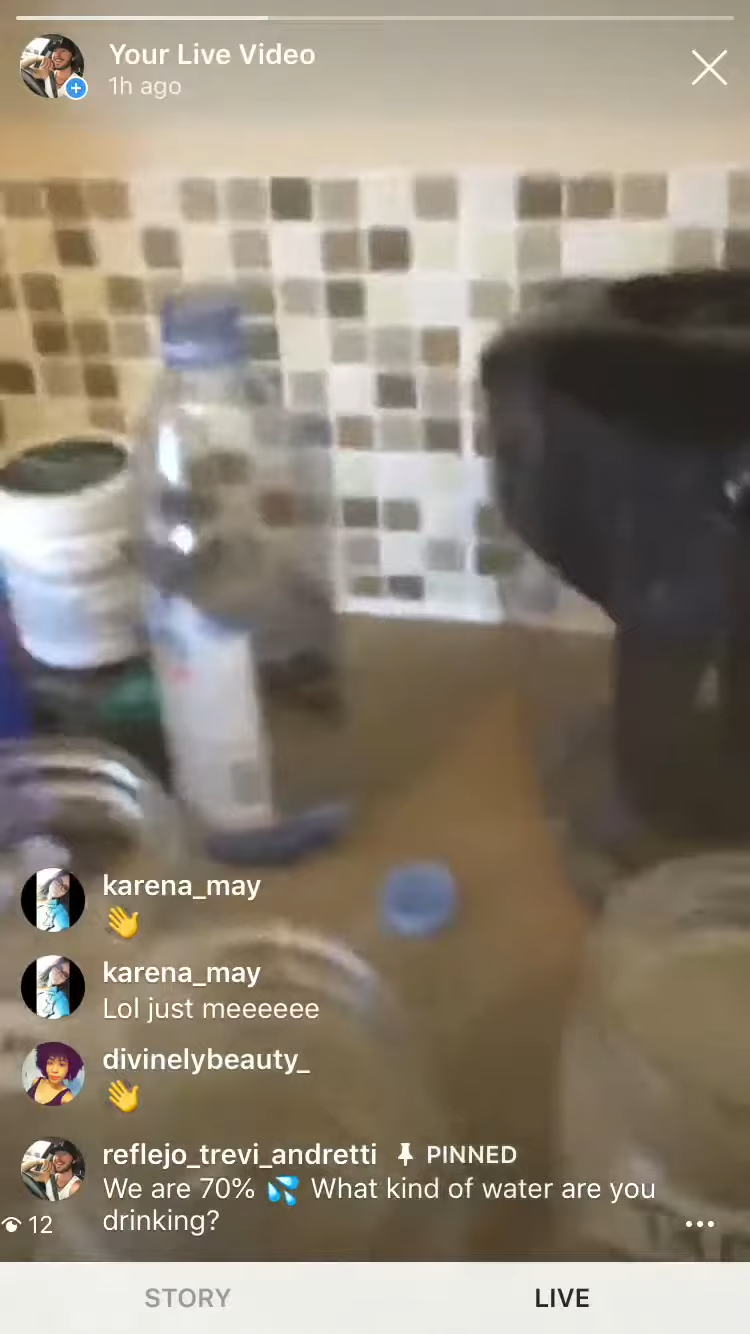 Your Live Video
1h ago
karena_may
👋
karena_may
Lol just meeeeee
divinelybeauty_
👋
reflejo_trevi_andretti PINNED
We are 70% 💦 What kind of water are you
drinking?
12
STORY LIVE